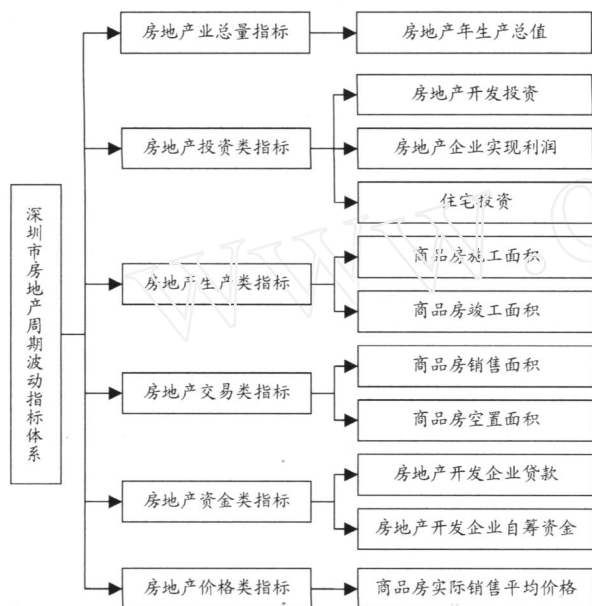 深圳市房地产周期波动指标体系
房地产业总量指标
房地产年生产总值
房地产投资类指标
房地产开发投资
房地产企业实现利润
住宅投资
房地产生产类指标
商品房施工面积
商品房竣工面积
房地产交易类指标
商品房销售面积
商品房空置面积
房地产资金类指标
房地产开发企业贷款
房地产开发企业自筹资金
房地产价格类指标
商品房实际销售平均价格
www.c